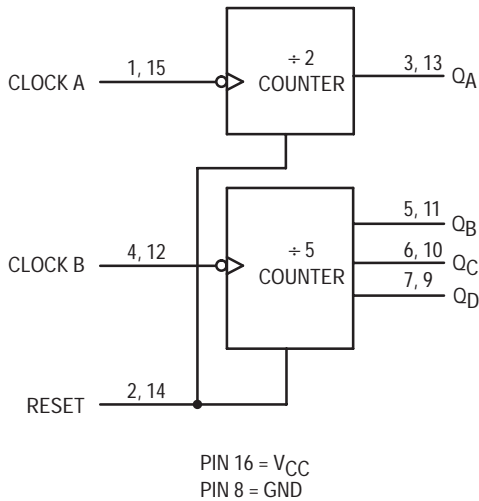 ÷ 2
COUNTER
CLOCK A
1, 15
3, 13
QA
÷ 5
COUNTER
CLOCK B
4, 12
5, 11
QB
6, 10
QC
7, 9
QD
RESET
2, 14
PIN 16 = VCC
PIN 8 = GND